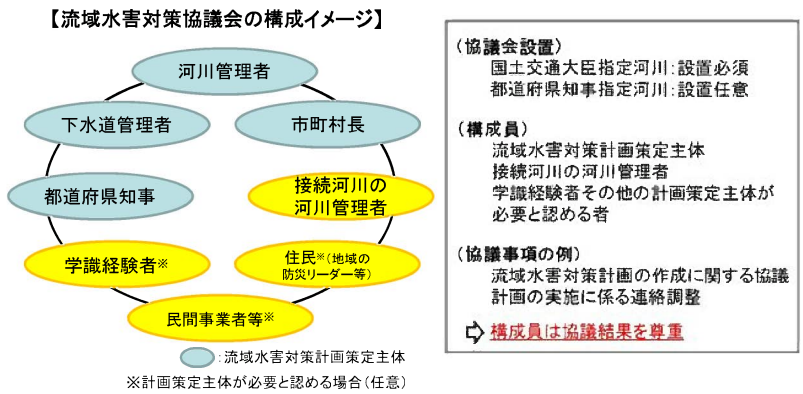 【流域水害対策協議会の構成イメージ】
河川管理者
下水道管理者
市町村長
都道府県知事
接続河川の
河川管理者
学識経験者※
住民※(地域の
防災リーダー等)
民間事業者等※
:流域水害対策計画策定主体
※計画策定主体が必要と認める場合(任意)
(協議会設置)
国土交通大臣指定河川:設置必須
都道府県知事指定河川:設置任意
(構成員)
流域水害対策計画策定主体
接続河川の河川管理者
学識経験者その他の計画策定主体が
必要と認める者
(協議事項の例)
流域水害対策計画の作成に関する協議
計画の実施に係る連絡調整
⇨ 構成員は協議結果を尊重